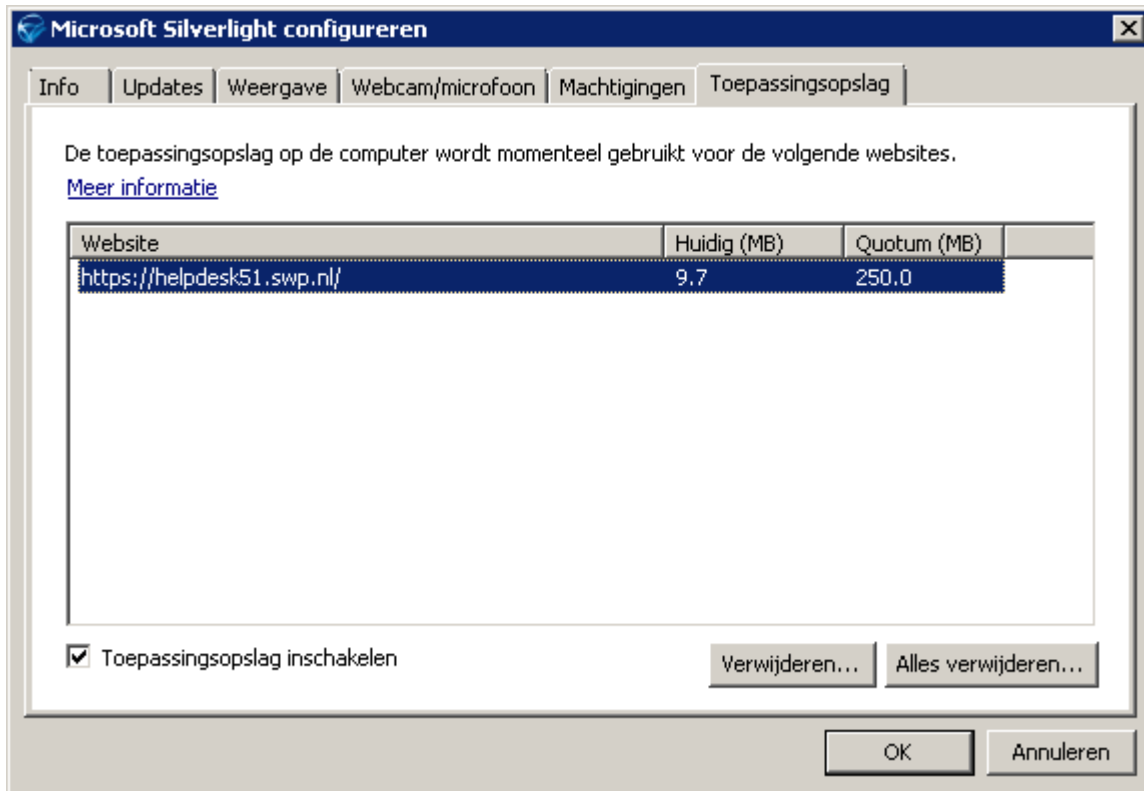 Microsoft Silverlight configureren
Info Updates Weergave Webcam/microfoon Machtigingen Toepassingsopslag
De toepassingsopslag op de computer wordt momenteel gebruikt voor de volgende websites.
Meer informatie
Website Huidig (MB) Quotum (MB)
https://helpdesk51.swp.nl/ 9.7 250.0
Toepassingsopslag inschakelen Verwijderen... Alles verwijderen...
OK Annuleren